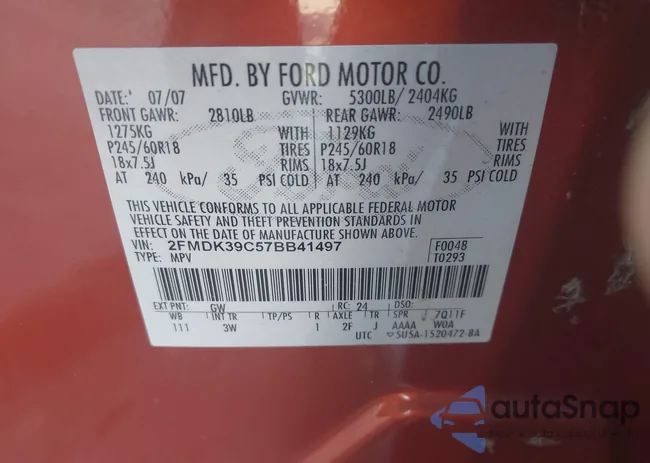 MFD. BY FORD MOTOR CO.
DATE: 07/07 GVWR: 5300LB/ 2404KG
FRONT GAWR: 2810LB REAR GAWR: 2490LB
1275KG WITH 1129KG WITH
P245/60R18 TIRES P245/60R18 TIRES
18x7.5J RIMS 18x7.5J RIMS
AT 240 kPa/ 35 PSI COLD AT 240 kPa/ 35 PSI COLD
THIS VEHICLE CONFORMS TO ALL APPLICABLE FEDERAL MOTOR
VEHICLE SAFETY AND THEFT PREVENTION STANDARDS IN
EFFECT ON THE DATE OF MANUFACTURE SHOWN ABOVE.
VIN: 2FMDK39C57BB41497 F0048
TYPE: MPV T0293
EXT PNT: GW RC: 24 DSO:
WB INT TR TP/PS R AXLE TR SPR 7Q11F
111 3W 1 2F J AAAA WOA
UTC 5U5A-1520472-BA
autoSnap